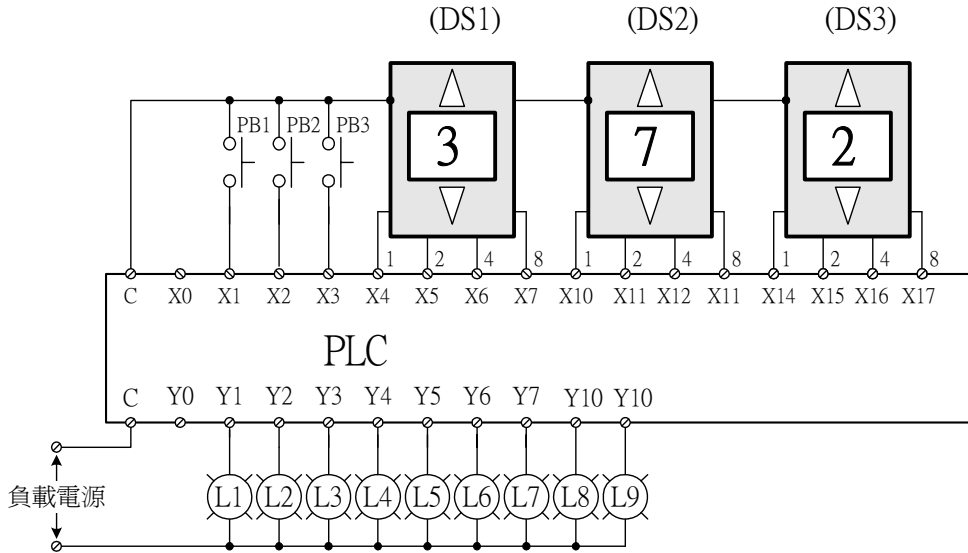 (DS1) (DS2) (DS3)
PB1 PB2 PB3
3 7 2
1 2 4 8 1 2 4 8 1 2 4 8
C X0 X1 X2 X3 X4 X5 X6 X7 X10 X11 X12 X11 X14 X15 X16 X17
PLC
C Y0 Y1 Y2 Y3 Y4 Y5 Y6 Y7 Y10 Y10
負載電源
L1 L2 L3 L4 L5 L6 L7 L8 L9